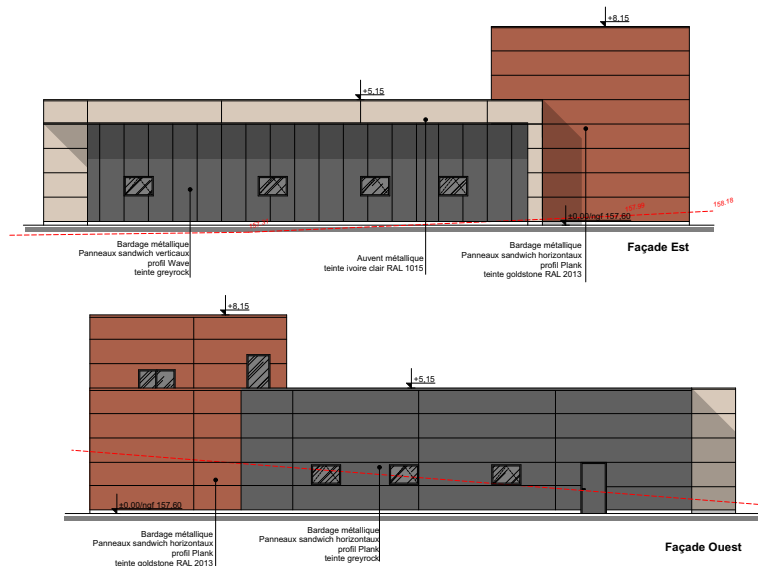 +8,15
+5,15
157.37
±0,00/ngf 157,60
157.98
158.18
Bardage métallique
Panneaux sandwich verticaux
profil Wave
teinte greyrock
Auvent métallique
teinte ivoire clair RAL 1015
Bardage métallique
Panneaux sandwich horizontaux
profil Plank
teinte goldstone RAL 2013
Façade Est
+8,15
+5,15
±0,00/ngf 157,60
Bardage métallique
Panneaux sandwich horizontaux
profil Plank
teinte goldstone RAL 2013
Bardage métallique
Panneaux sandwich horizontaux
profil Plank
teinte greyrock
Façade Ouest